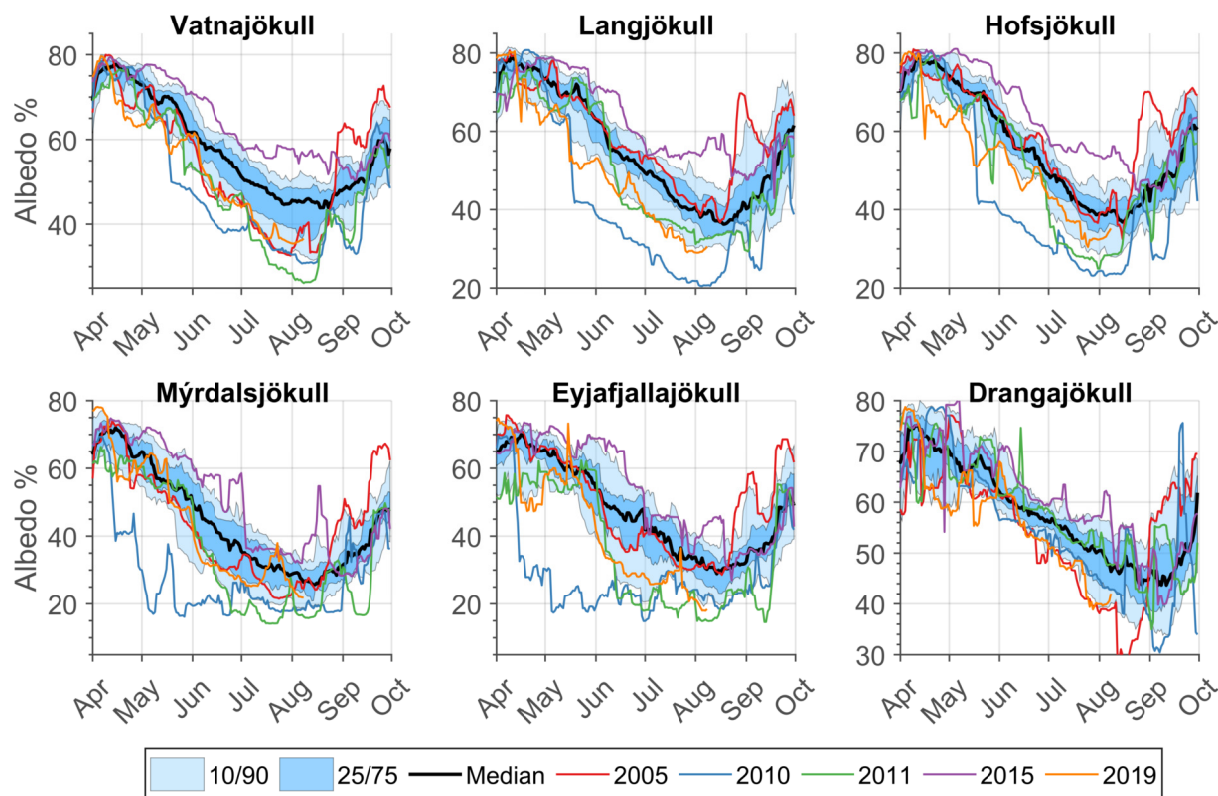 Vatnajökull
Langjökull
Hofsjökull
Albedo %
80
60
40
80
60
40
20
80
60
40
20
Apr May Jun Jul Aug Sep Oct
Apr May Jun Jul Aug Sep Oct
Apr May Jun Jul Aug Sep Oct
Mýrdalsjökull
Eyjafjallajökull
Drangajökull
Albedo %
80
60
40
20
80
60
40
20
80
70
60
50
40
30
Apr May Jun Jul Aug Sep Oct
Apr May Jun Jul Aug Sep Oct
Apr May Jun Jul Aug Sep Oct
10/90 25/75 Median 2005 2010 2011 2015 2019